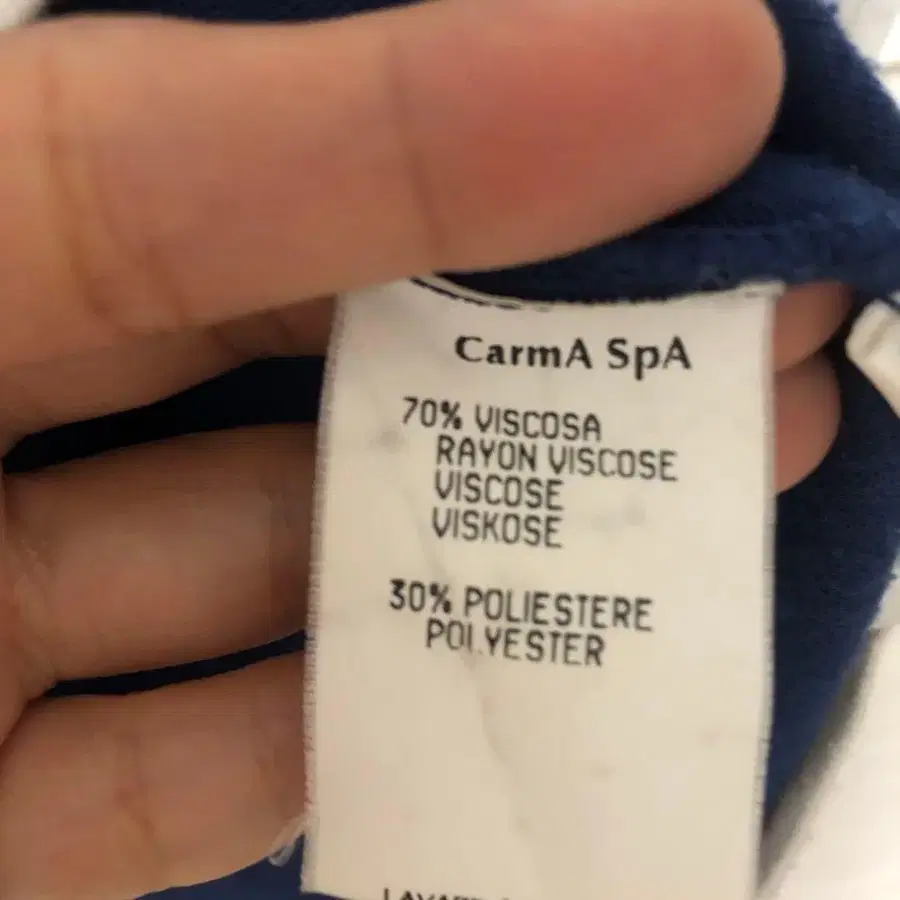 CarmA SpA
70% VISCOSA
RAYON VISCOSE
VISCOSE
VISKOSE
30% POLIESTERE
POLYESTER